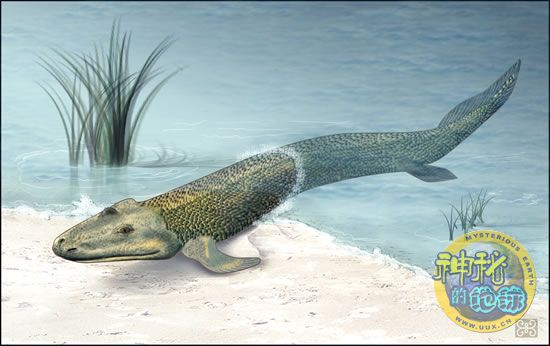 MYSTERIOUS EARTH
神秘
的地球
WWW.UUX.CN